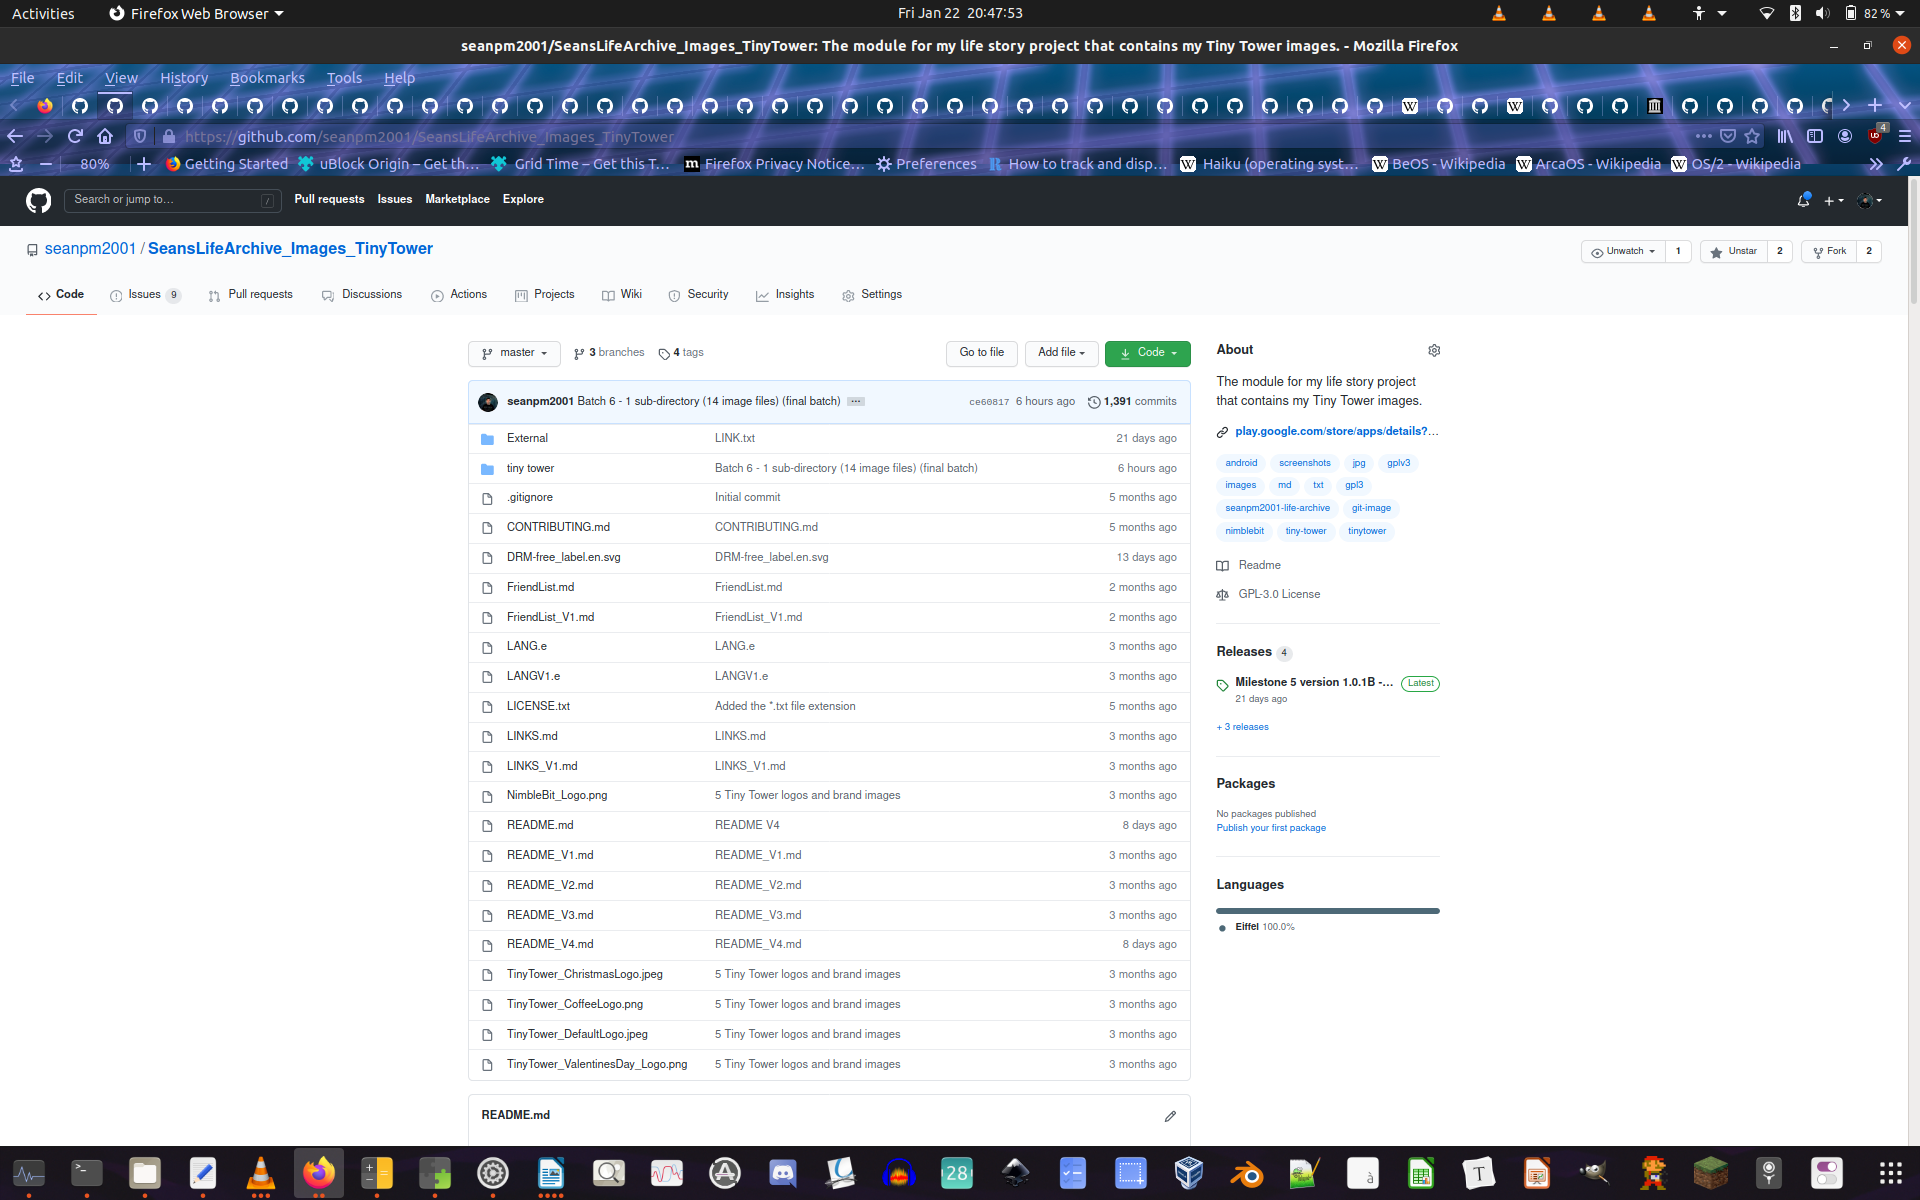 Activities Firefox Web Browser Fri Jan 22 20:47:53 82 %
seanpm2001/SeansLifeArchive_Images_TinyTower: The module for my life story project that contains my Tiny Tower images. - Mozilla Firefox
File Edit View History Bookmarks Tools Help
https://github.com/seanpm2001/SeansLifeArchive_Images_TinyTower 4
80% Getting Started uBlock Origin – Get th… Grid Time – Get this T… Firefox Privacy Notice… Preferences How to track and disp… Haiku (operating syst… BeOS - Wikipedia ArcaOS - Wikipedia OS/2 - Wikipedia
Search or jump to… / Pull requests Issues Marketplace Explore
seanpm2001 / SeansLifeArchive_Images_TinyTower Unwatch 1 Unstar 2 Fork 2
Code Issues 9 Pull requests Discussions Actions Projects Wiki Security Insights Settings
master 3 branches 4 tags Go to file Add file Code
seanpm2001 Batch 6 - 1 sub-directory (14 image files) (final batch) ... ce60817 6 hours ago 1,391 commits
External LINK.txt 21 days ago
tiny tower Batch 6 - 1 sub-directory (14 image files) (final batch) 6 hours ago
.gitignore Initial commit 5 months ago
CONTRIBUTING.md CONTRIBUTING.md 5 months ago
DRM-free_label.en.svg DRM-free_label.en.svg 13 days ago
FriendList.md FriendList.md 2 months ago
FriendList_V1.md FriendList_V1.md 2 months ago
LANG.e LANG.e 3 months ago
LANGV1.e LANGV1.e 3 months ago
LICENSE.txt Added the *.txt file extension 5 months ago
LINKS.md LINKS.md 3 months ago
LINKS_V1.md LINKS_V1.md 3 months ago
NimbleBit_Logo.png 5 Tiny Tower logos and brand images 3 months ago
README.md README V4 8 days ago
README_V1.md README_V1.md 3 months ago
README_V2.md README_V2.md 3 months ago
README_V3.md README_V3.md 3 months ago
README_V4.md README_V4.md 8 days ago
TinyTower_ChristmasLogo.jpeg 5 Tiny Tower logos and brand images 3 months ago
TinyTower_CoffeeLogo.png 5 Tiny Tower logos and brand images 3 months ago
TinyTower_DefaultLogo.jpeg 5 Tiny Tower logos and brand images 3 months ago
TinyTower_ValentinesDay_Logo.png 5 Tiny Tower logos and brand images 3 months ago
README.md
About
The module for my life story project
that contains my Tiny Tower images.
play.google.com/store/apps/details?…
android screenshots jpg gplv3
images md txt gpl3
seanpm2001-life-archive git-image
nimblebit tiny-tower tinytower
Readme
GPL-3.0 License
Releases 4
Milestone 5 version 1.0.1B -… Latest
21 days ago
+ 3 releases
Packages
No packages published
Publish your first package
Languages
Eiffel 100.0%
28